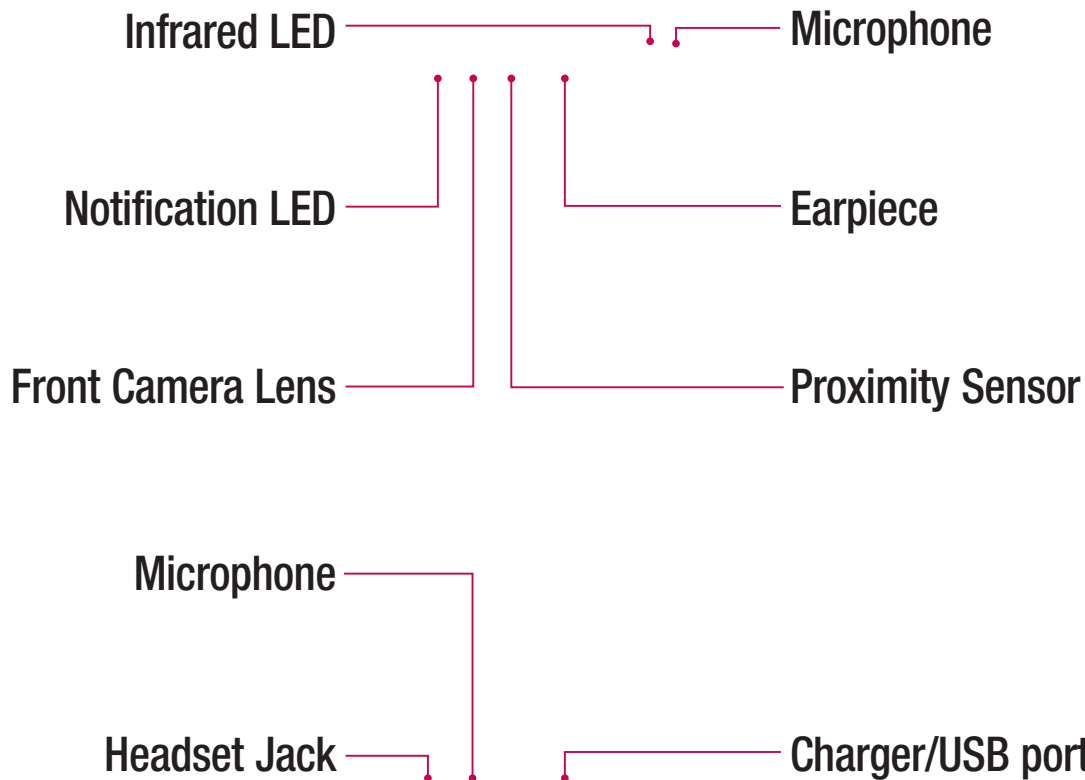 Infrared LED
Microphone
Notification LED
Earpiece
Front Camera Lens
Proximity Sensor
Microphone
Headset Jack
Charger/USB port